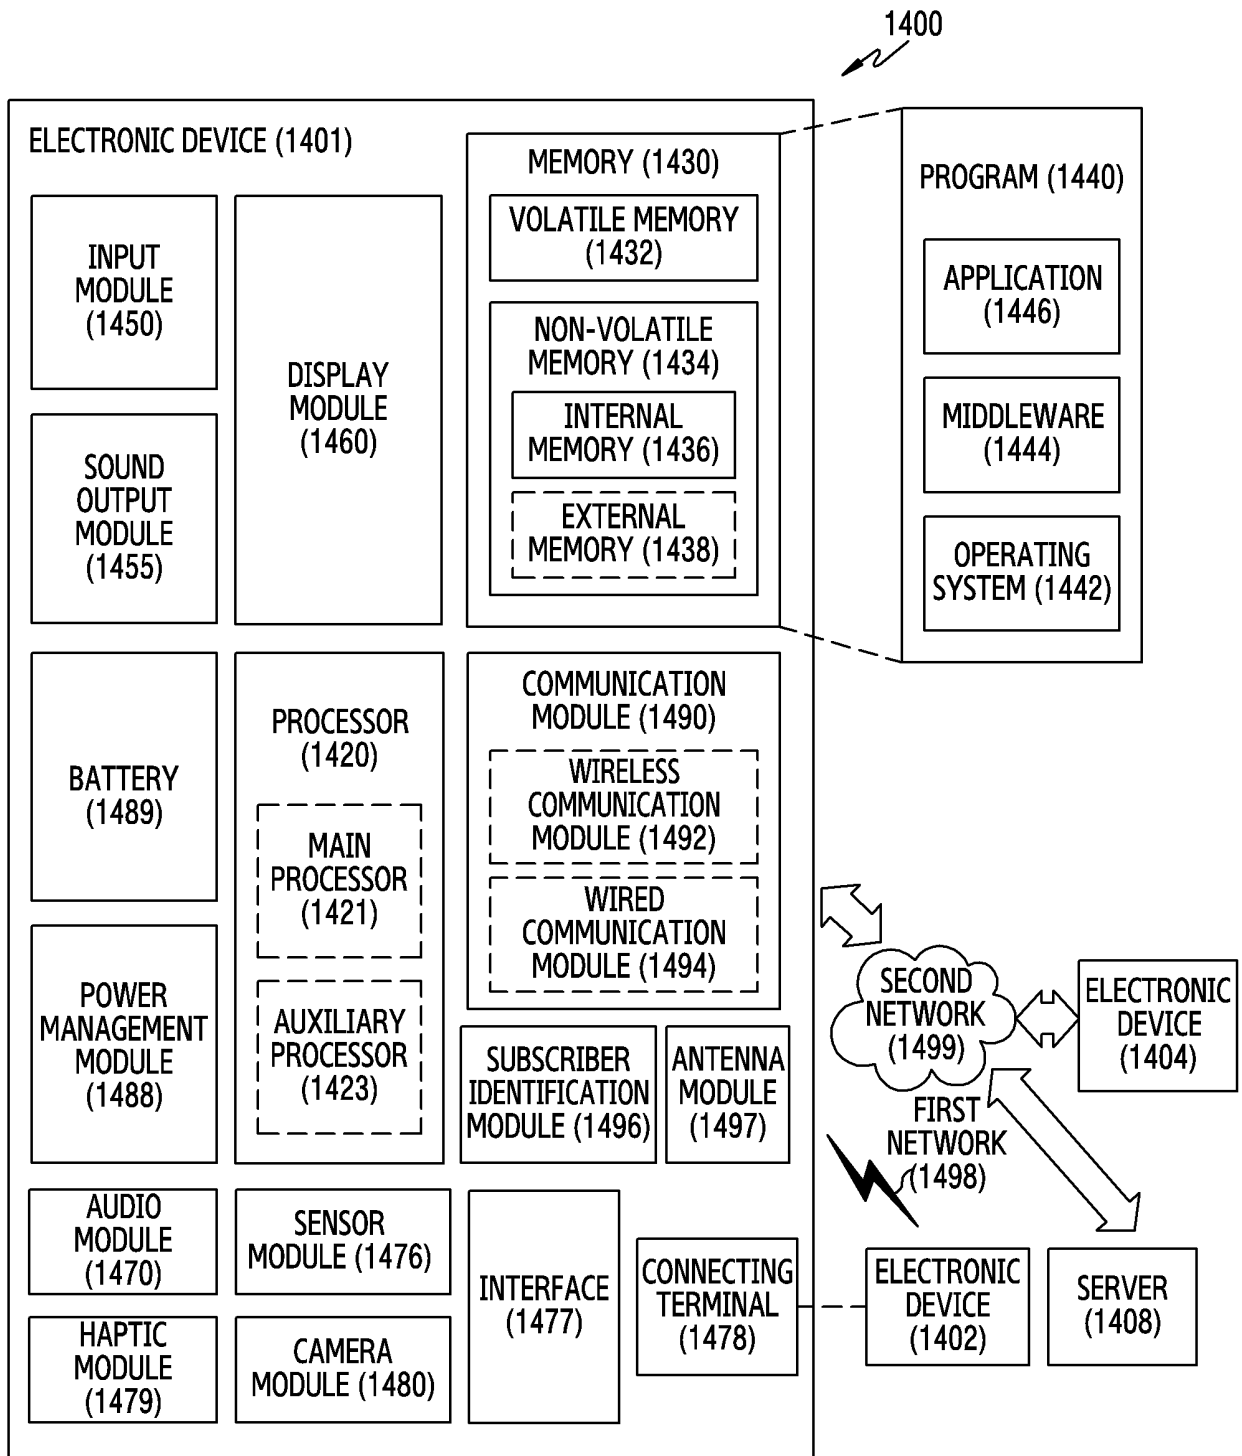 1400
ELECTRONIC DEVICE (1401)
INPUT
MODULE
(1450)
SOUND
OUTPUT
MODULE
(1455)
DISPLAY
MODULE
(1460)
MEMORY (1430)
VOLATILE MEMORY
(1432)
NON-VOLATILE
MEMORY (1434)
INTERNAL
MEMORY (1436)
EXTERNAL
MEMORY (1438)
PROGRAM (1440)
APPLICATION
(1446)
MIDDLEWARE
(1444)
OPERATING
SYSTEM (1442)
BATTERY
(1489)
POWER
MANAGEMENT
MODULE
(1488)
PROCESSOR
(1420)
MAIN
PROCESSOR
(1421)
AUXILIARY
PROCESSOR
(1423)
COMMUNICATION
MODULE (1490)
WIRELESS
COMMUNICATION
MODULE (1492)
WIRED
COMMUNICATION
MODULE (1494)
SUBSCRIBER
IDENTIFICATION
MODULE (1496)
ANTENNA
MODULE
(1497)
SECOND
NETWORK
(1499)
ELECTRONIC
DEVICE
(1404)
FIRST
NETWORK
(1498)
AUDIO
MODULE
(1470)
SENSOR
MODULE (1476)
HAPTIC
MODULE
(1479)
CAMERA
MODULE (1480)
INTERFACE
(1477)
CONNECTING
TERMINAL
(1478)
ELECTRONIC
DEVICE
(1402)
SERVER
(1408)